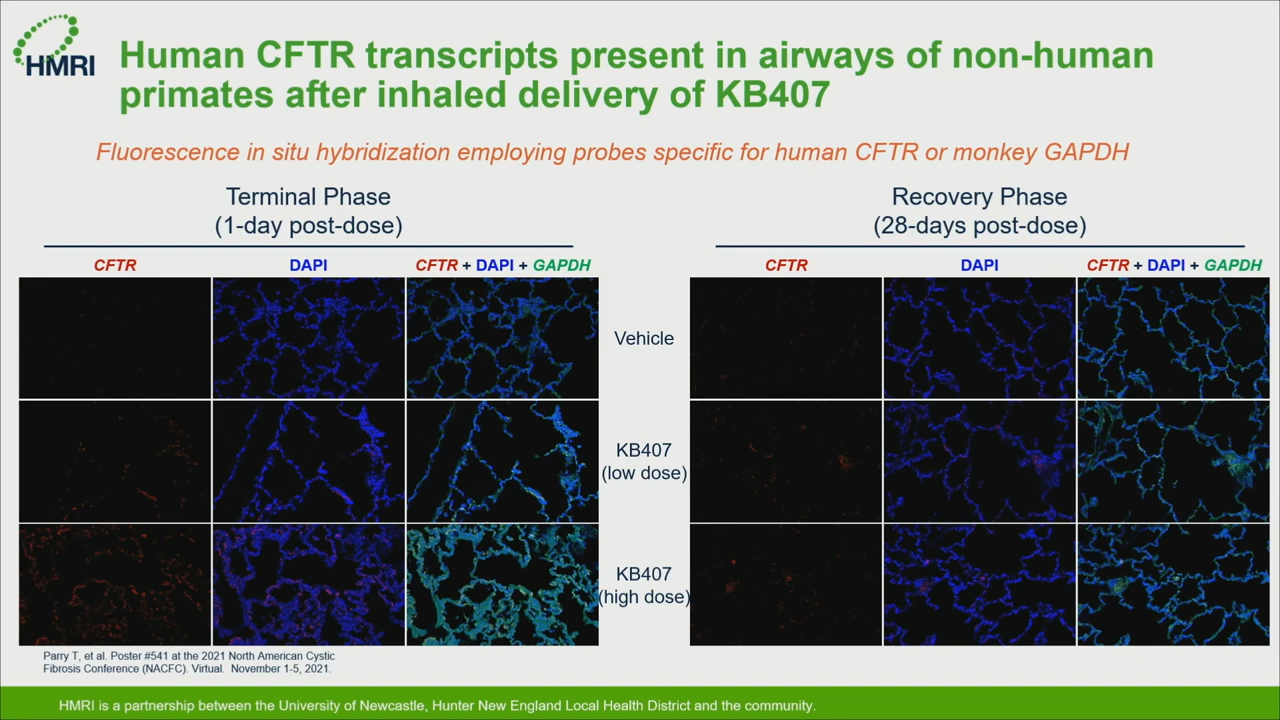 HMRI
Human CFTR transcripts present in airways of non-human
primates after inhaled delivery of KB407
Fluorescence in situ hybridization employing probes specific for human CFTR or monkey GAPDH
Terminal Phase
(1-day post-dose)
Recovery Phase
(28-days post-dose)
CFTR
DAPI
CFTR + DAPI + GAPDH
CFTR
DAPI
CFTR + DAPI + GAPDH
Vehicle
KB407
(low dose)
KB407
(high dose)
Parry T, et al. Poster #541 at the 2021 North American Cystic
Fibrosis Conference (NACFC). Virtual. November 1-5, 2021.
HMRI is a partnership between the University of Newcastle, Hunter New England Local Health District and the community.